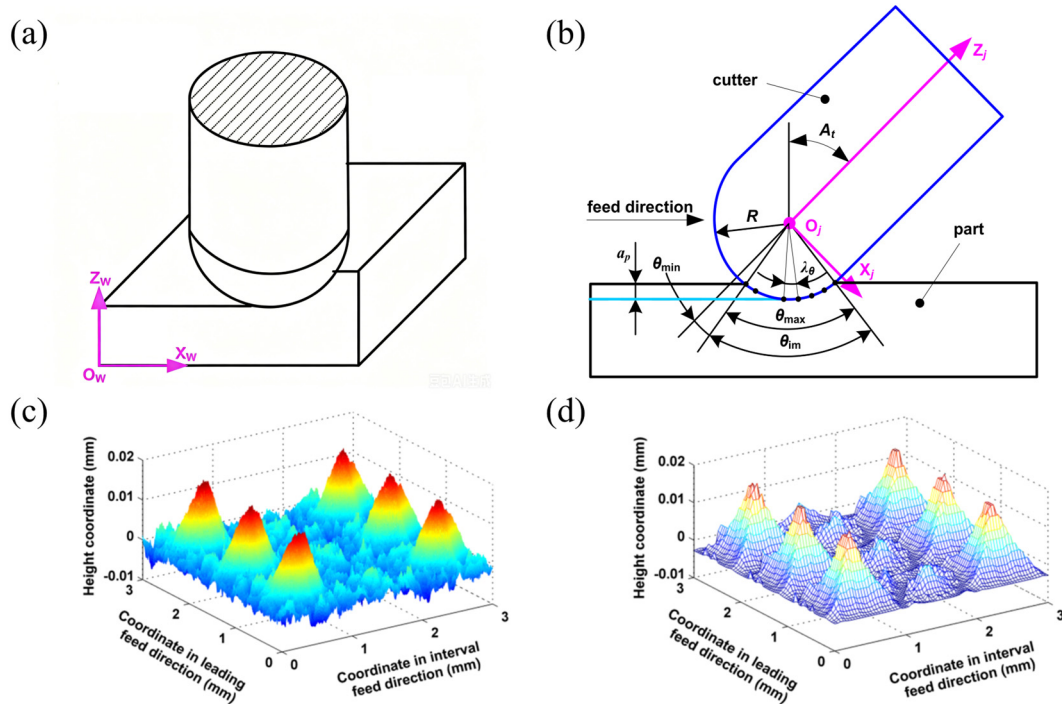 (a)
Z_W
O_W
X_W
(b)
Z_j
cutter
A_t
feed direction
R
O_j
part
a_p
θ_min
λ_θ
X_j
θ_max
θ_im
(c)
Height coordinate (mm)
0.02
0.01
0
-0.01
3
2
1
0
0
1
2
3
Coordinate in leading
feed direction (mm)
Coordinate in interval
feed direction (mm)
(d)
Height coordinate (mm)
0.02
0.01
0
-0.01
3
2
1
0
0
1
2
3
Coordinate in leading
feed direction (mm)
Coordinate in interval
feed direction (mm)